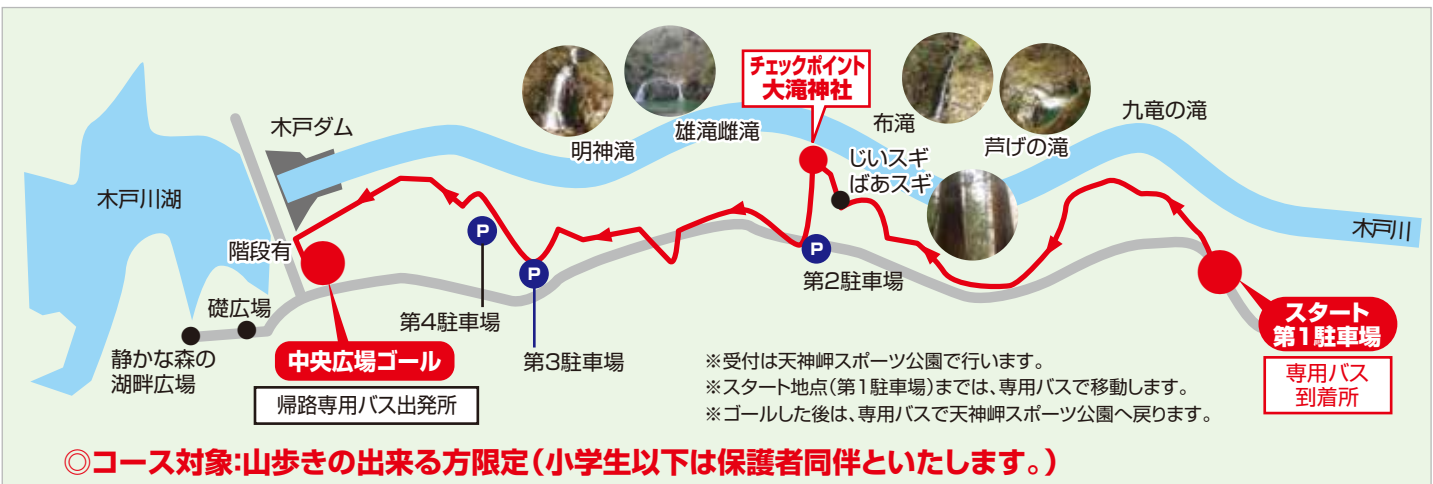 チェックポイント
大滝神社
九竜の滝
布滝
芦げの滝
木戸ダム
雄滝雌滝
明神滝
じいスギ
ばあスギ
木戸川湖
木戸川
P
P
P
階段有
第2駐車場
礎広場
第4駐車場
第3駐車場
静かな森の
湖畔広場
中央広場ゴール
帰路専用バス出発所
スタート
第1駐車場
専用バス
到着所
※受付は天神岬スポーツ公園で行います。
※スタート地点(第1駐車場)までは、専用バスで移動します。
※ゴールした後は、専用バスで天神岬スポーツ公園へ戻ります。
◎コース対象:山歩きの出来る方限定(小学生以下は保護者同伴といたします。)